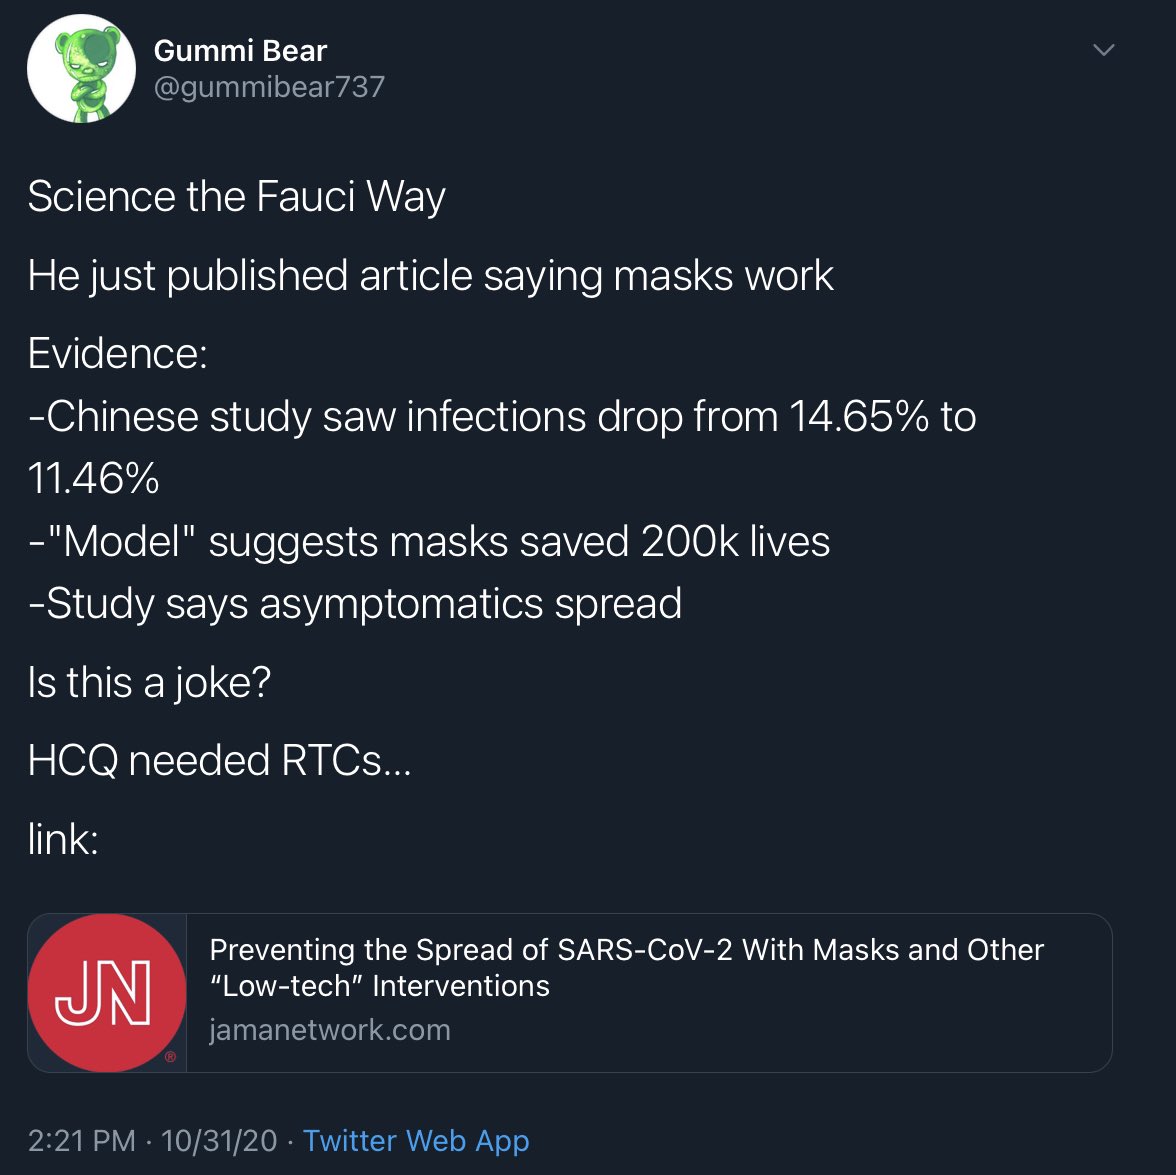 Gummi Bear
@gummibear737
Science the Fauci Way
He just published article saying masks work
Evidence:
-Chinese study saw infections drop from 14.65% to
11.46%
-"Model" suggests masks saved 200k lives
-Study says asymptomatics spread
Is this a joke?
HCQ needed RTCs...
link:
JN
®
Preventing the Spread of SARS-CoV-2 With Masks and Other
“Low-tech” Interventions
jamanetwork.com
2:21 PM · 10/31/20 · Twitter Web App